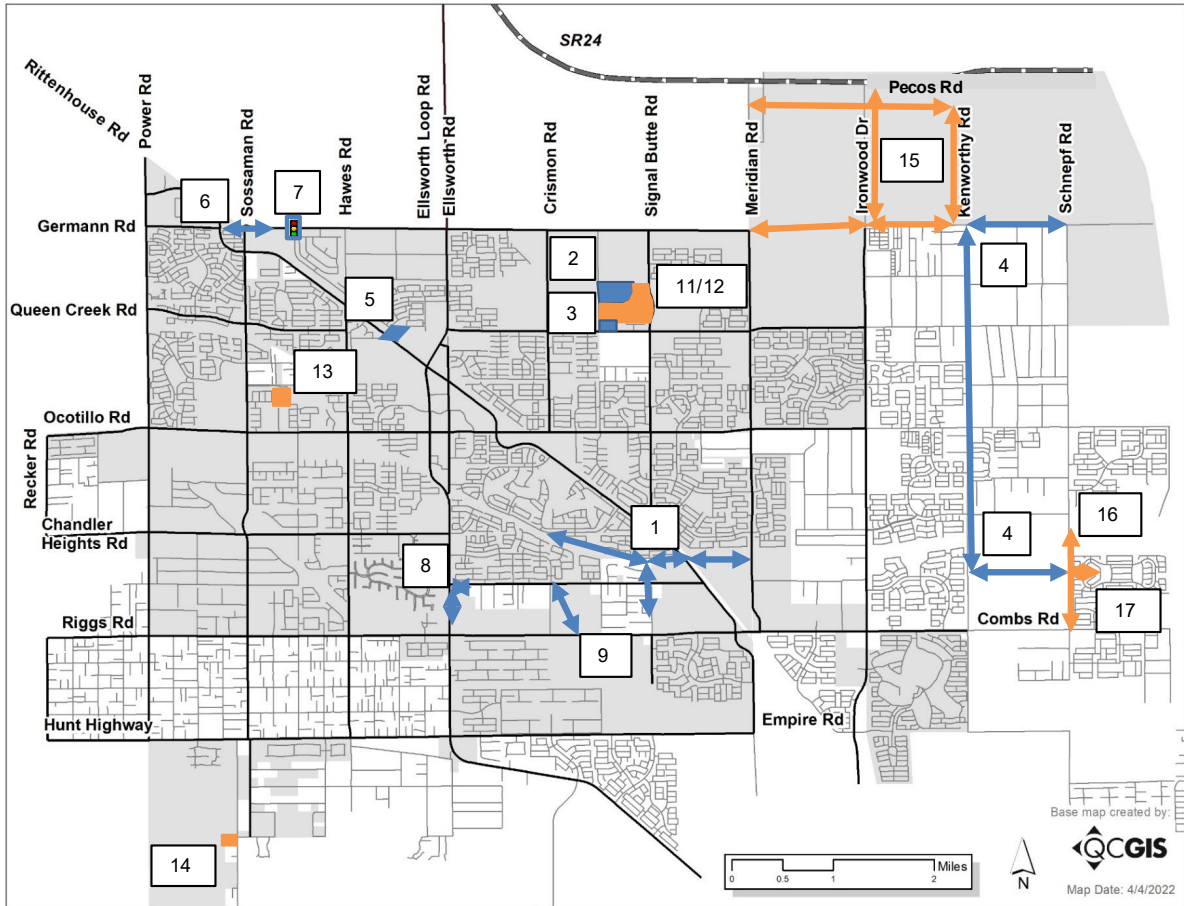 SR24
Rittenhouse Rd
Power Rd
Sossaman Rd
Hawes Rd
Ellsworth Loop Rd
Ellsworth Rd
Crismon Rd
Signal Butte Rd
Meridian Rd
Ironwood Dr
Kenworthy Rd
Schnepf Rd
Pecos Rd
15
6
7
Germann Rd
2
11/12
4
5
3
Queen Creek Rd
13
Ocotillo Rd
Recker Rd
1
16
4
Chandler
Heights Rd
8
17
Riggs Rd
Combs Rd
9
Hunt Highway
Empire Rd
14
Base map created by:
QCGIS
Map Date: 4/4/2022
N
Miles
0 0.5 1 2